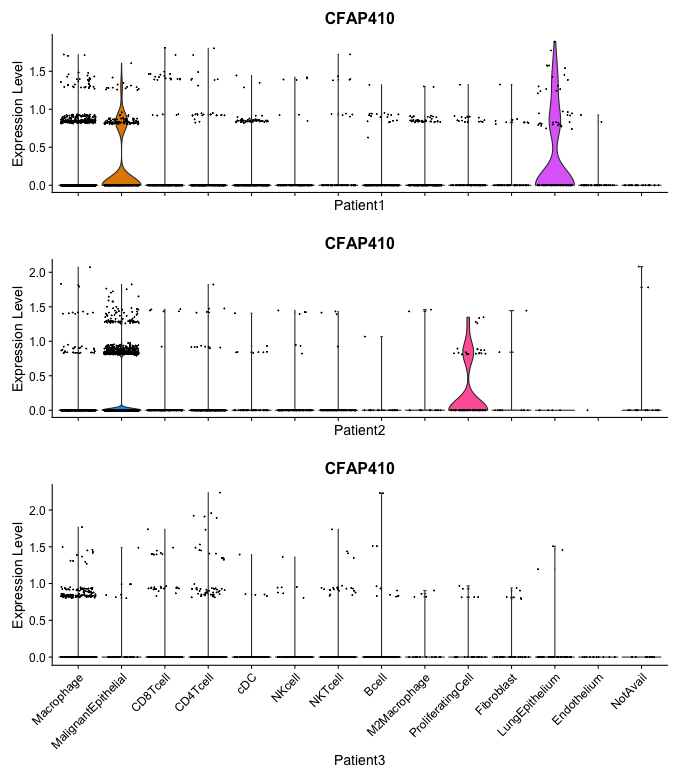 CFAP410
Expression Level
1.5
1.0
0.5
0.0
Patient1
CFAP410
Expression Level
2.0
1.5
1.0
0.5
0.0
Patient2
CFAP410
Expression Level
2.0
1.5
1.0
0.5
0.0
Macrophage
MalignantEpithelial
CD8Tcell
CD4Tcell
cDC
NKcell
NKTcell
Bcell
M2Macrophage
ProliferatingCell
Fibroblast
LungEpithelium
Endothelium
NotAvail
Patient3